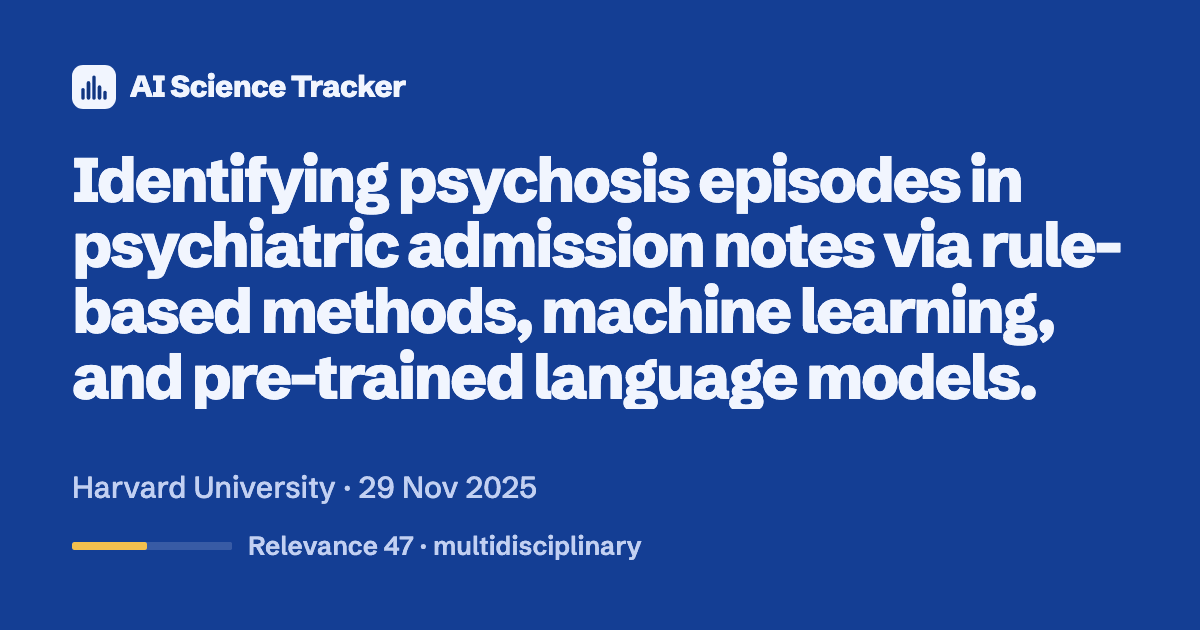 AI Science Tracker
Identifying psychosis episodes in
psychiatric admission notes via rule-
based methods, machine learning,
and pre-trained language models.
Harvard University · 29 Nov 2025
Relevance 47 · multidisciplinary